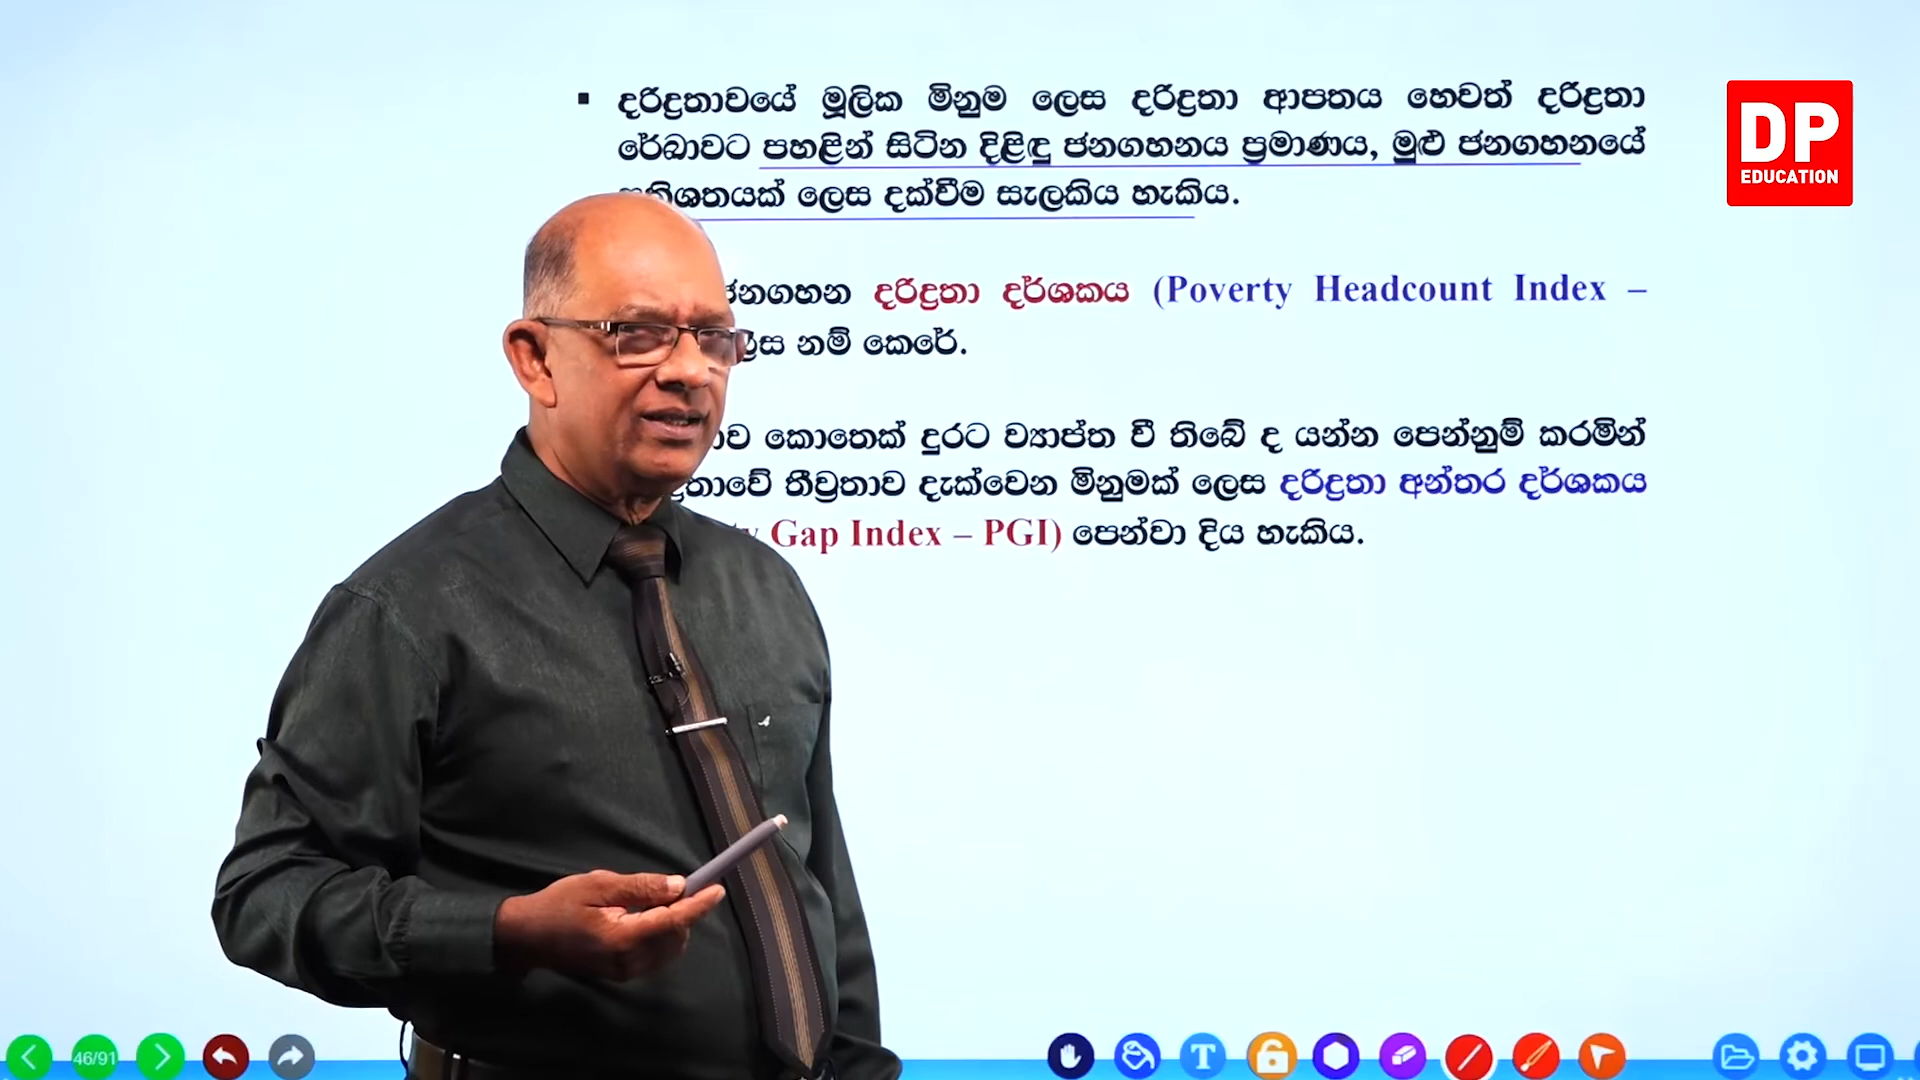 ▪ දරිද්‍රතාවයේ මූලික මිනුම ලෙස දරිද්‍රතා ආපතය හෙවත් දරිද්‍රතා
රේඛාවට පහළින් සිටින දිළිඳු ජනගහනය ප්‍රමාණය, මුළු ජනගහනයේ
ලෙස දක්වීම සැලකිය හැකිය.
ජනගහන දරිද්‍රතා දර්ශකය (Poverty Headcount Index –
නම් කෙරේ.
කොතෙක් දුරට ව්‍යාප්ත වී තිබේ ද යන්න පෙන්නුම් කරමින්
තීව්‍රතාව දැක්වෙන මිනුමක් ලෙස දරිද්‍රතා අන්තර දර්ශකය
Gap Index – PGI) පෙන්වා දිය හැකිය.
DP
EDUCATION
46/91
T